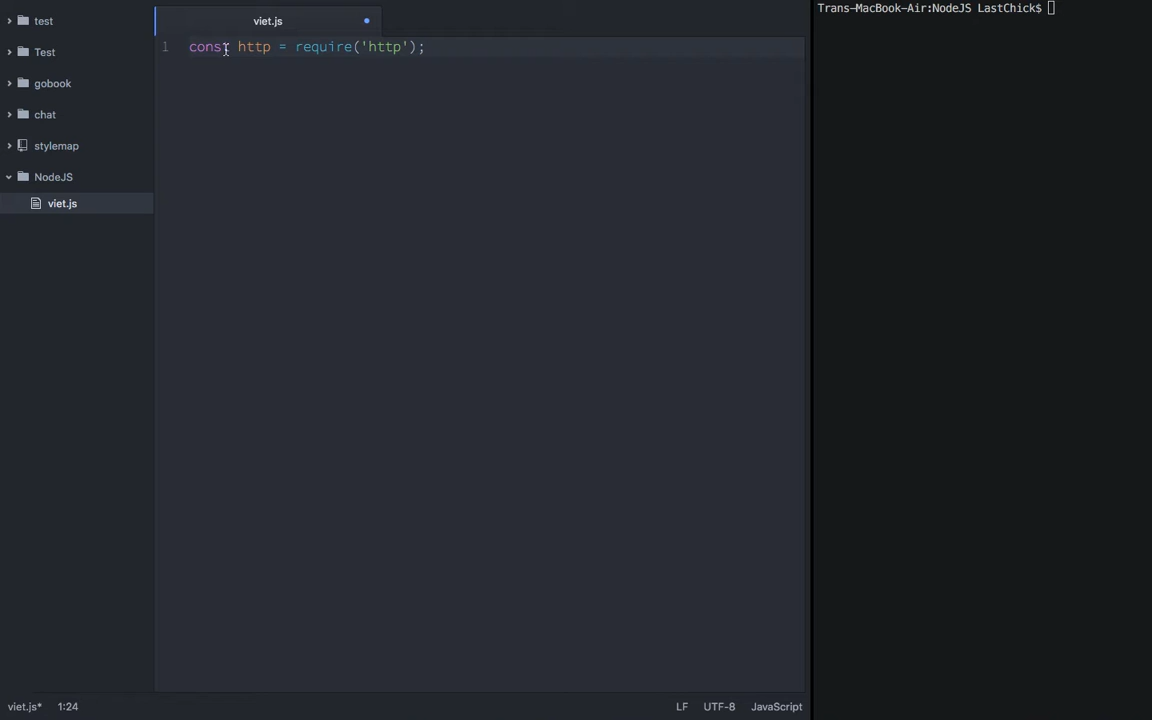 test
Test
gobook
chat
stylemap
NodeJS
viet.js
viet.js
1 const http = require('http');
viet.js* 1:24
LF UTF-8 JavaScript
Trans-MacBook-Air:NodeJS LastChick$